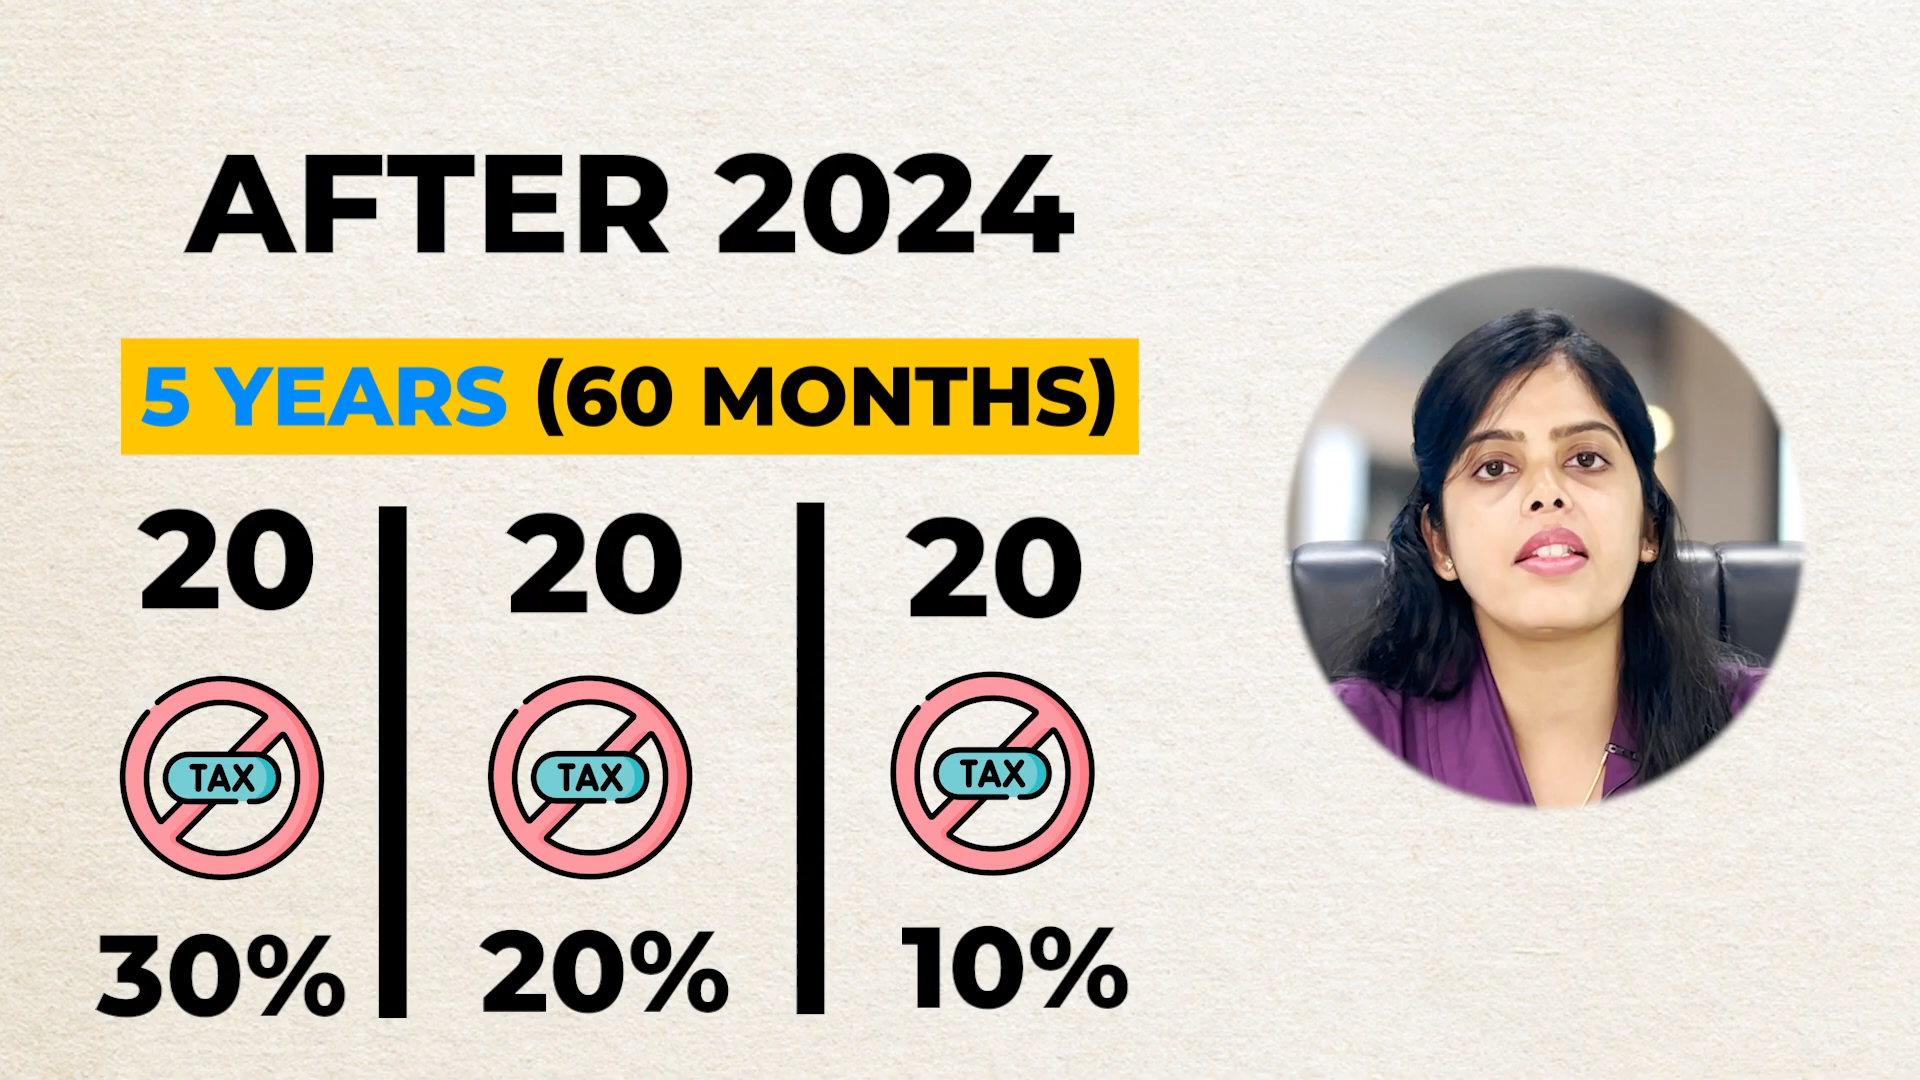 AFTER 2024
5 YEARS (60 MONTHS)
20 20 20
TAX TAX TAX
30% 20% 10%